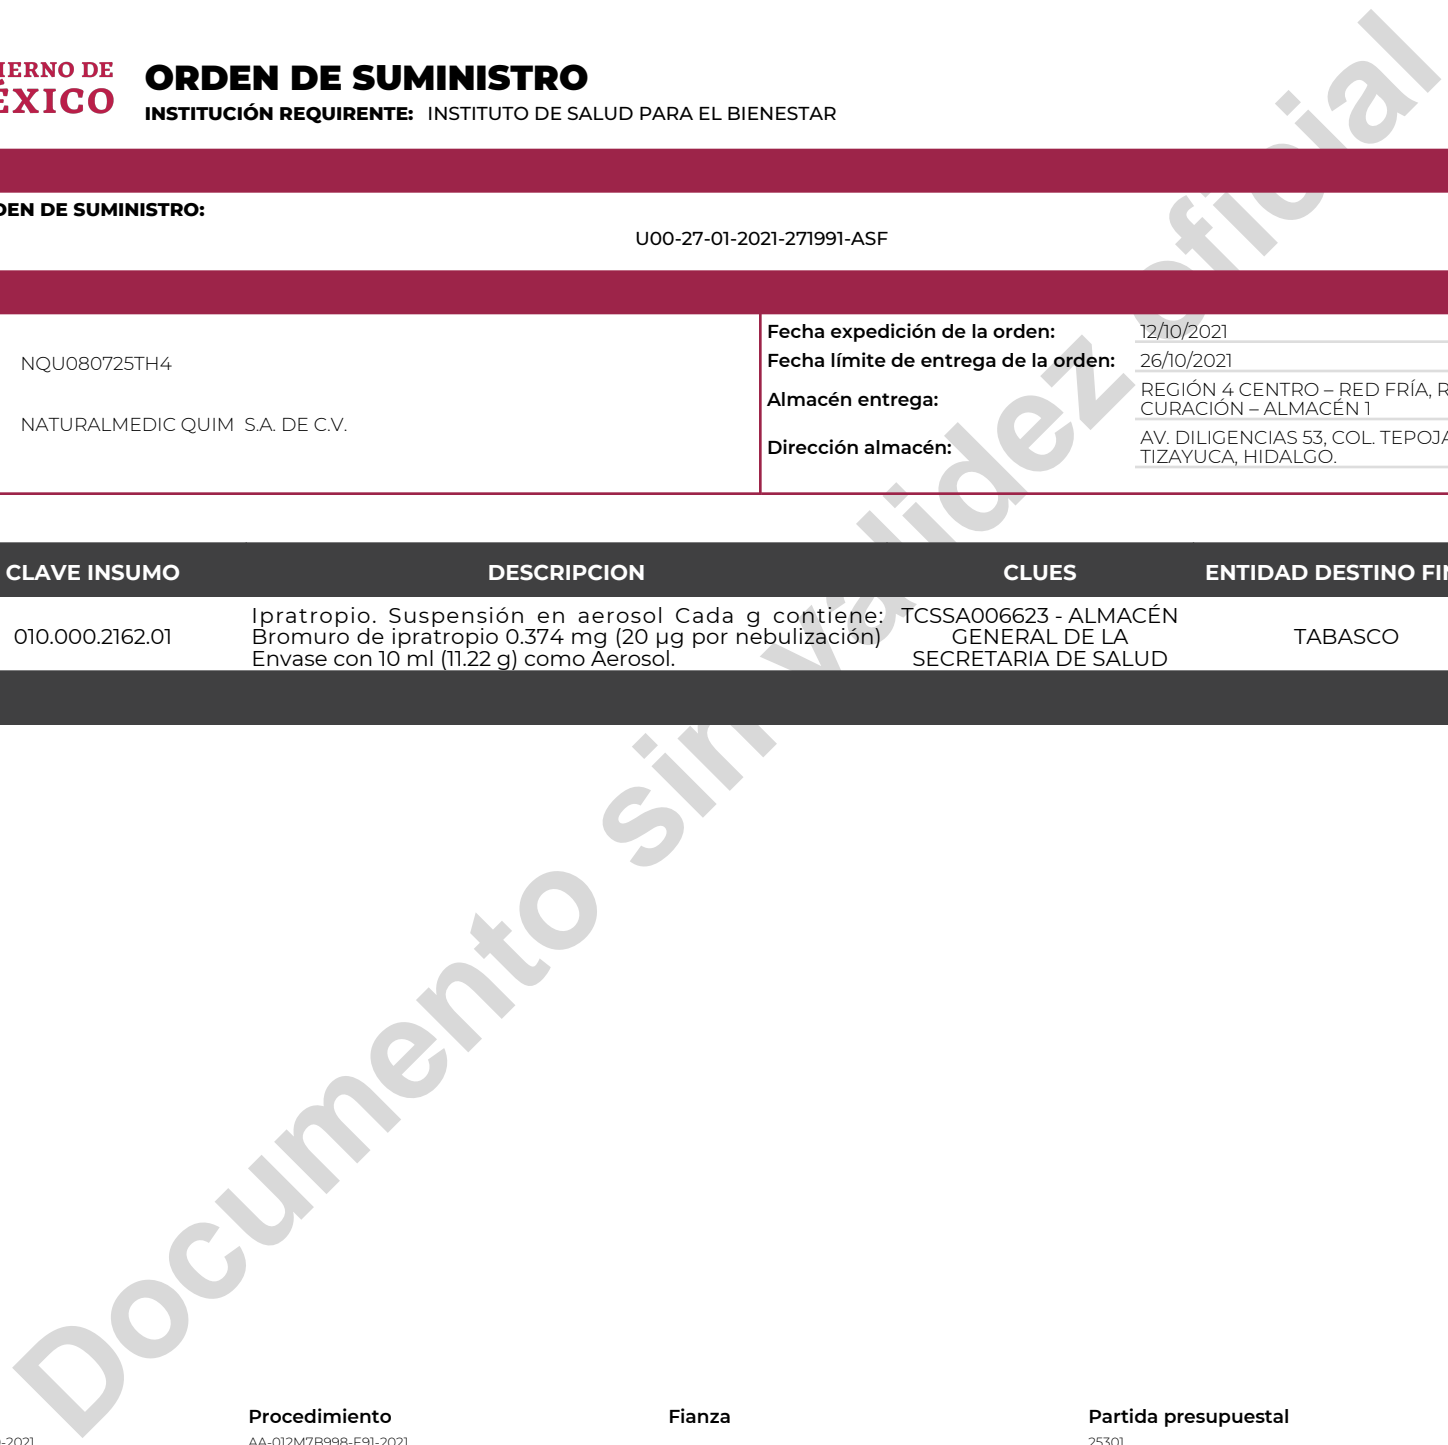 ORDEN DE SUMINISTRO
INSTITUCIÓN REQUIRENTE: INSTITUTO DE SALUD PARA EL BIENESTAR
DE
XICO
DE SUMINISTRO:
U00-27-01-2021-271991-ASF
NQU080725TH4
NATURALMEDIC QUIM S.A. DE C.V.
Fecha expedición de la orden: 12/10/2021
Fecha límite de entrega de la orden: 26/10/2021
Almacén entrega: REGIÓN 4 CENTRO – RED FRÍA,
CURACIÓN – ALMACÉN 1
Dirección almacén: AV. DILIGENCIAS 53, COL.
TIZAYUCA, HIDALGO.
CLAVE INSUMO DESCRIPCION CLUES ENTIDAD DESTINO
010.000.2162.01
Ipratropio. Suspensión en aerosol Cada g contiene:
Bromuro de ipratropio 0.374 mg (20 µg por nebulización)
Envase con 10 ml (11.22 g) como Aerosol.
TCSSA006623 - ALMACÉN
GENERAL DE LA
SECRETARIA DE SALUD
TABASCO
Documento sin validez oficial
Procedimiento Fianza Partida presupuestal
-2021 AA-012M7B998-E91-2021 25301